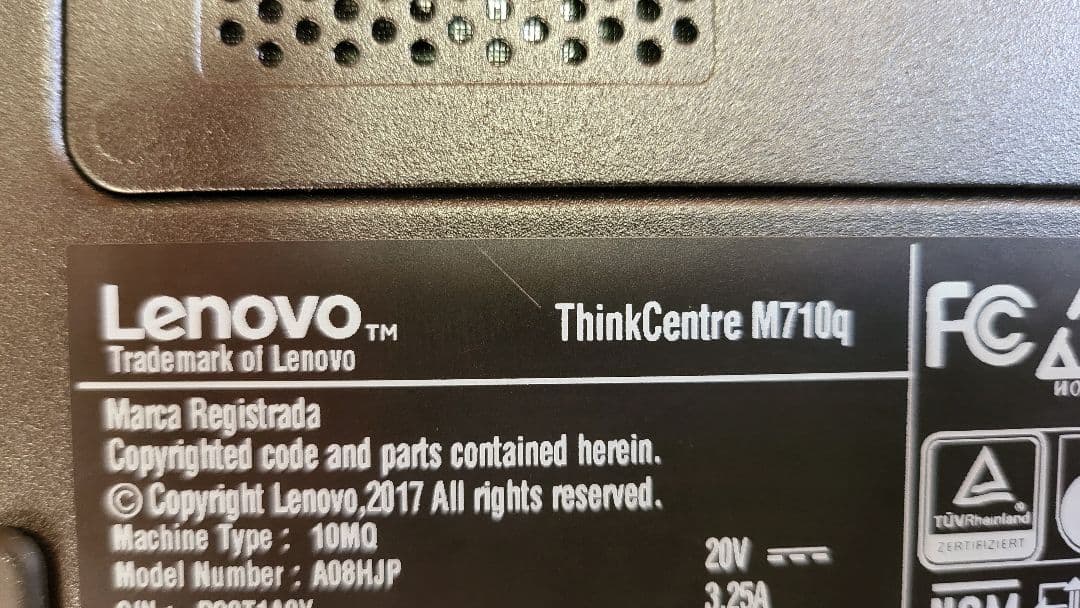 Lenovo™
ThinkCentre M710q
Trademark of Lenovo
Marca Registrada
Copyrighted code and parts contained herein.
© Copyright Lenovo,2017 All rights reserved.
Machine Type : 10MQ
Model Number : A08HJP
20V
3.25A
FC
TÜVRheinland®
ZERTIFIZIERT